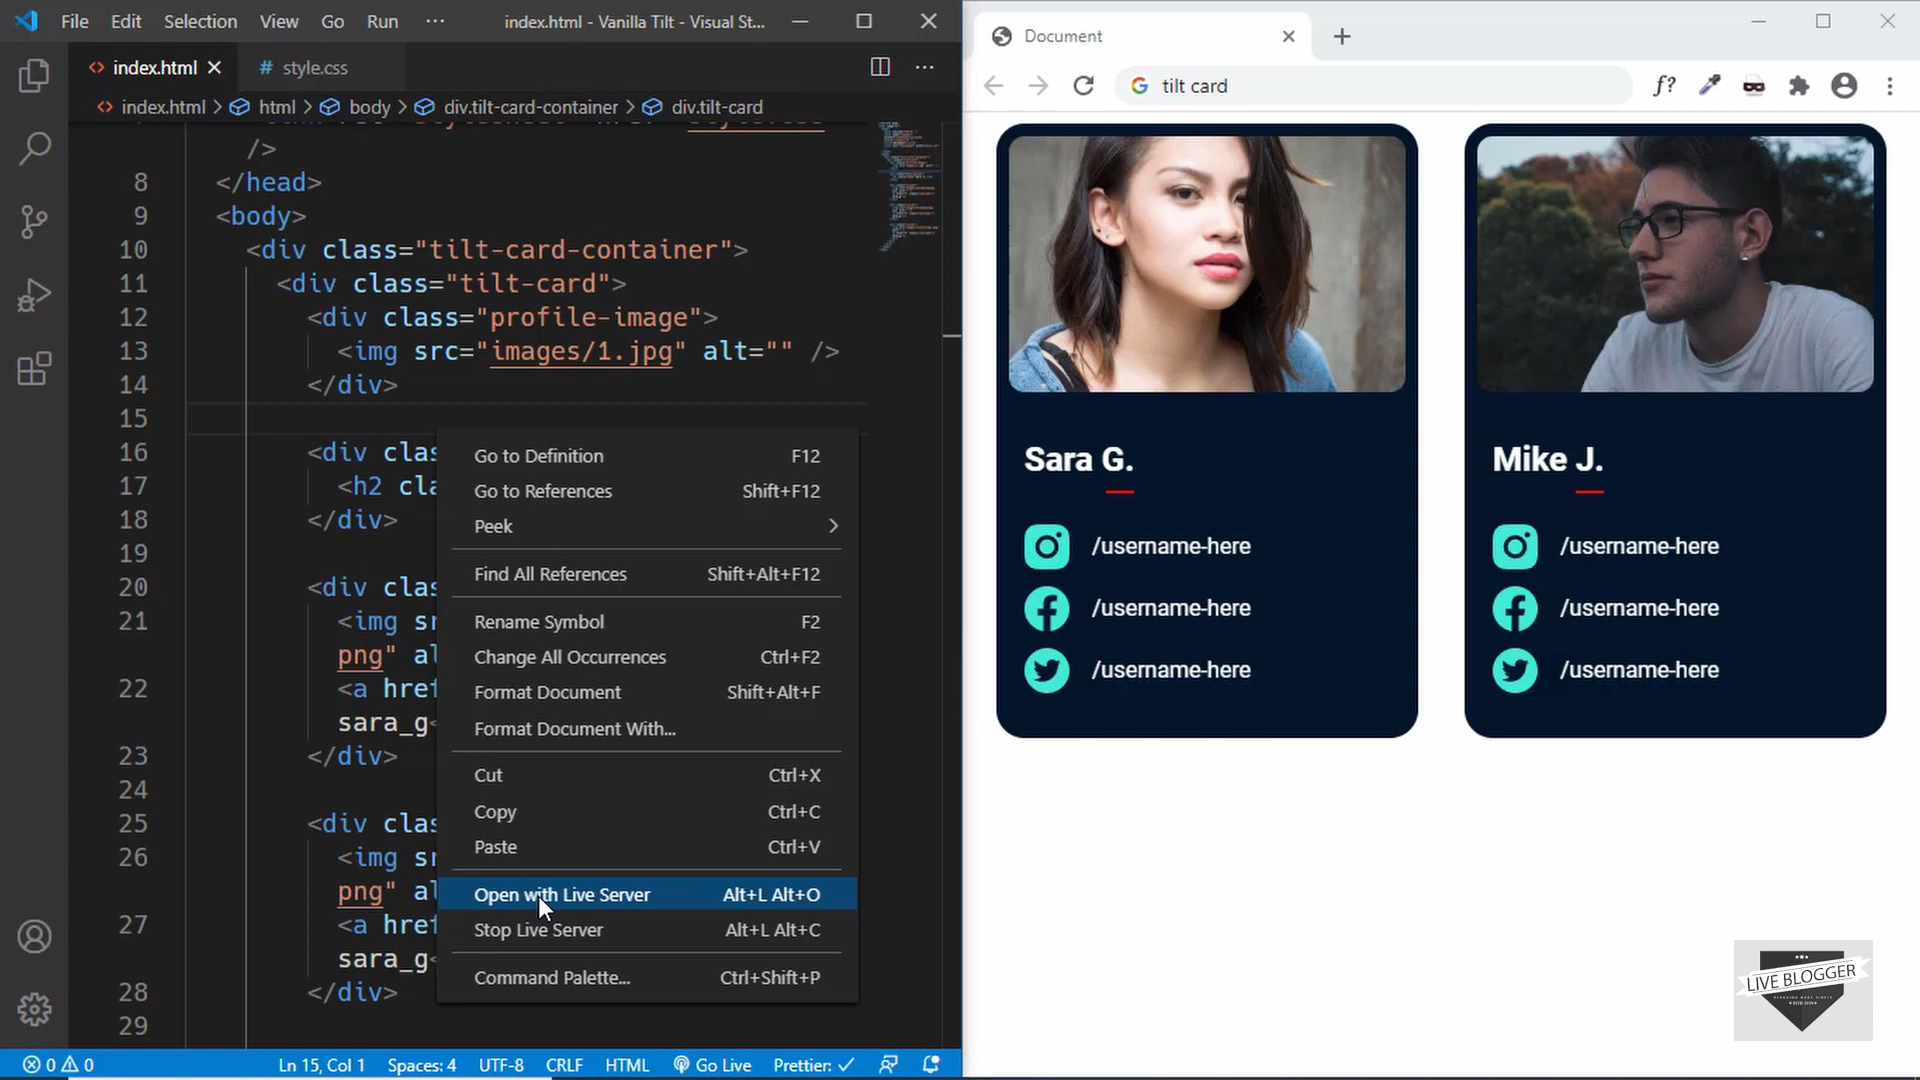 File Edit Selection View Go Run ··· index.html - Vanilla Tilt - Visual St...
index.html style.css
index.html > html > body > div.tilt-card-container > div.tilt-card
/>
8 </head>
9 <body>
10 <div class="tilt-card-container">
11 <div class="tilt-card">
12 <div class="profile-image">
13 <img src="images/1.jpg" alt="" />
14 </div>
15
16 <div clas
17 <h2 cla
18 </div>
19
20 <div clas
21 <img sr
png" al
22 <a href
sara_g<
23 </div>
24
25 <div clas
26 <img sr
png" al
27 <a href
sara_g<
28 </div>
29
Go to Definition F12
Go to References Shift+F12
Peek
Find All References Shift+Alt+F12
Rename Symbol F2
Change All Occurrences Ctrl+F2
Format Document Shift+Alt+F
Format Document With...
Cut Ctrl+X
Copy Ctrl+C
Paste Ctrl+V
Open with Live Server Alt+L Alt+O
Stop Live Server Alt+L Alt+C
Command Palette... Ctrl+Shift+P
0 0 Ln 15, Col 1 Spaces: 4 UTF-8 CRLF HTML Go Live Prettier: ✓
Document
tilt card f?
Sara G.
/username-here
/username-here
/username-here
Mike J.
/username-here
/username-here
/username-here
LIVE BLOGGER